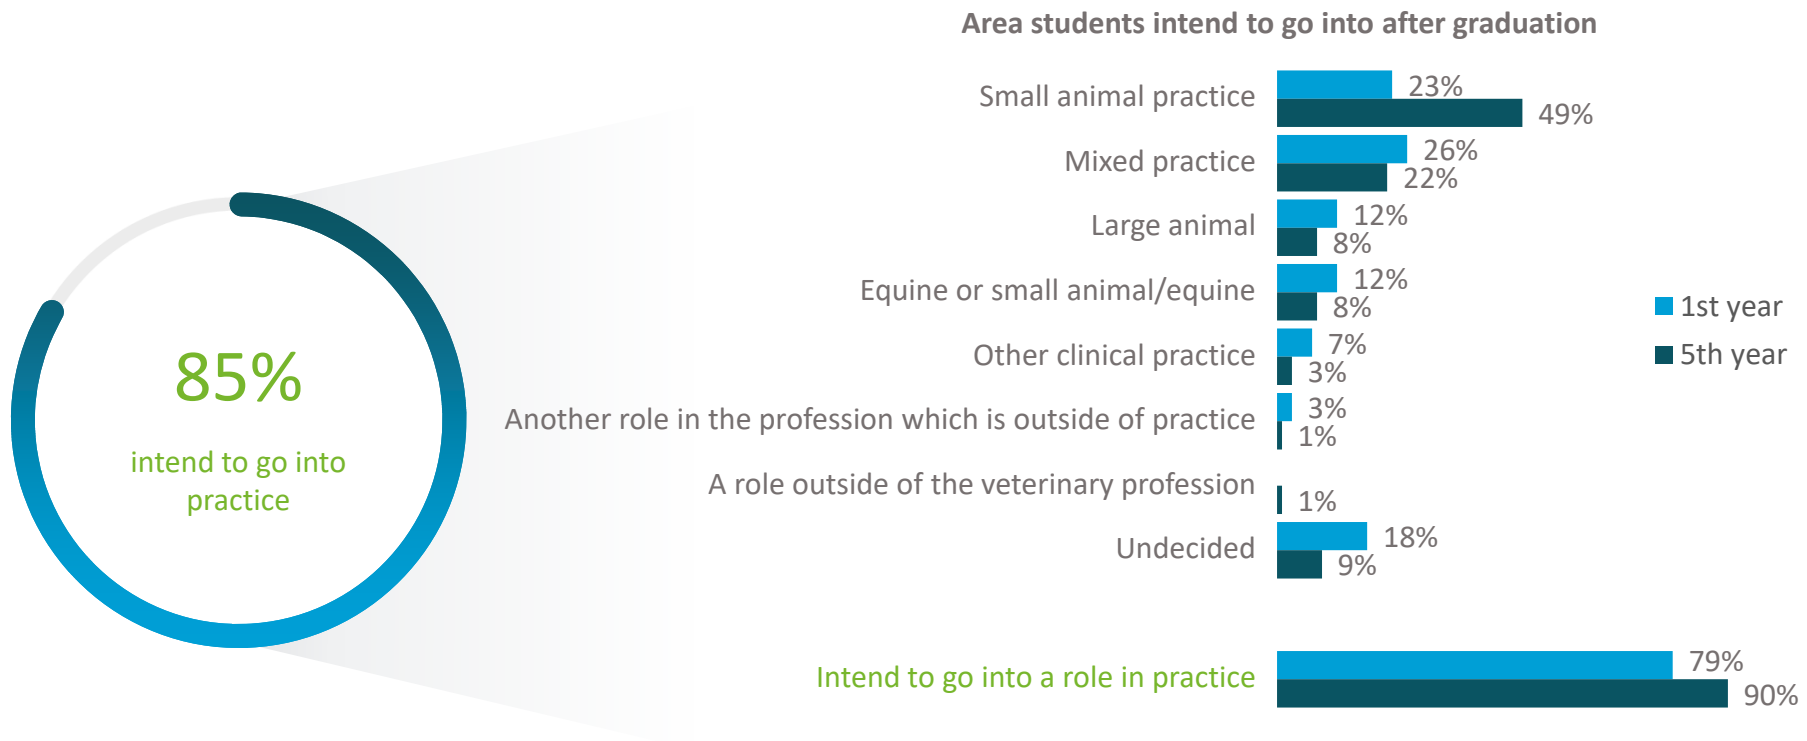 Area students intend to go into after graduation
Small animal practice
23%
49%
Mixed practice
26%
22%
Large animal
12%
8%
Equine or small animal/equine
12%
8%
Other clinical practice
7%
3%
Another role in the profession which is outside of practice
3%
1%
A role outside of the veterinary profession
1%
Undecided
18%
9%
Intend to go into a role in practice
79%
90%
1st year
5th year
85%
intend to go into
practice